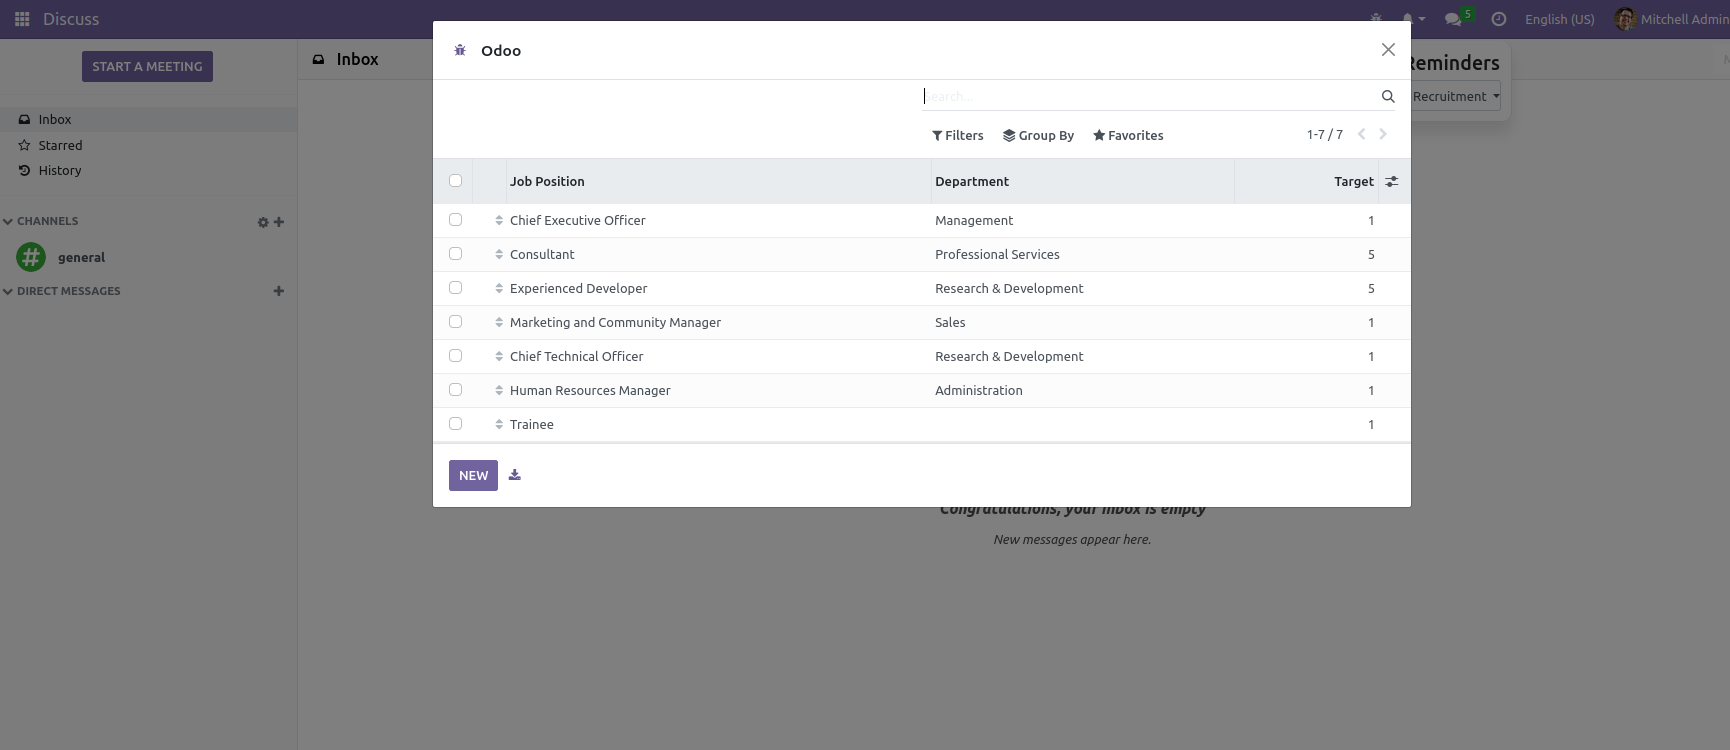 Discuss
5
English (US)
Mitchell Admin
START A MEETING
Inbox
Inbox
Starred
History
CHANNELS
general
DIRECT MESSAGES
Reminders
Recruitment
Odoo
Search...
Filters
Group By
Favorites
1-7 / 7
Job Position Department Target
Chief Executive Officer Management 1
Consultant Professional Services 5
Experienced Developer Research & Development 5
Marketing and Community Manager Sales 1
Chief Technical Officer Research & Development 1
Human Resources Manager Administration 1
Trainee 1
NEW
Congratulations, your inbox is empty
New messages appear here.